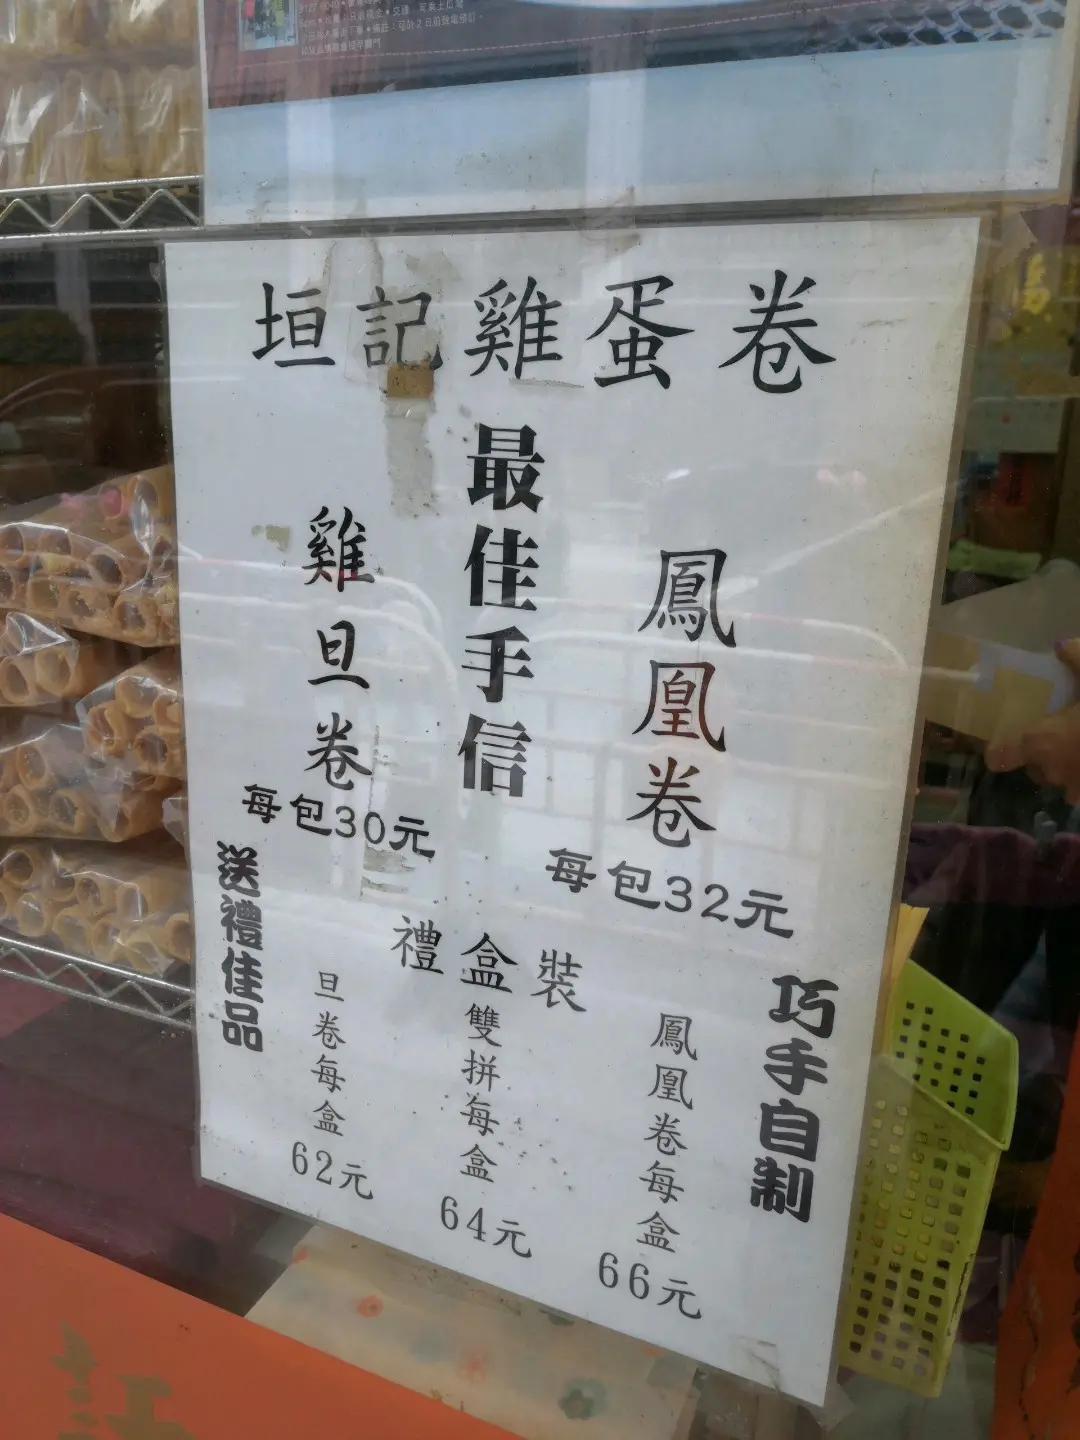 垣記雞蛋卷
最佳手信
雞旦卷
每包30元
鳳凰卷
每包32元
送禮佳品
禮盒裝
巧手自制
旦卷每盒
62元
雙拼每盒
64元
鳳凰卷每盒
66元